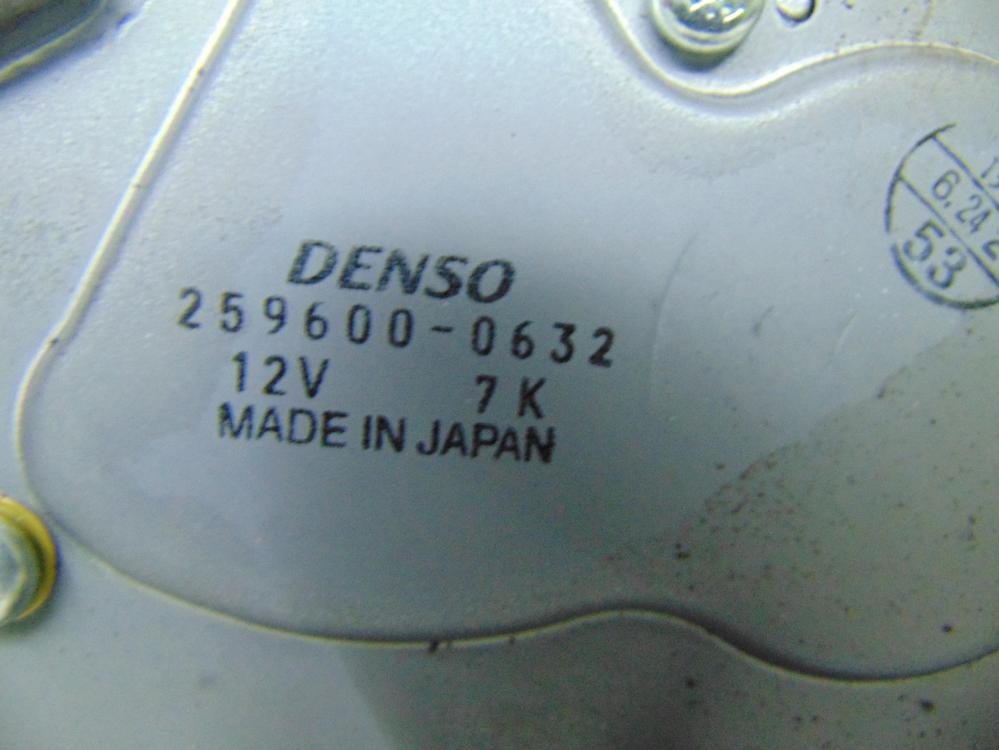 DENSO
259600-0632
12V 7K
MADE IN JAPAN
6.24
53